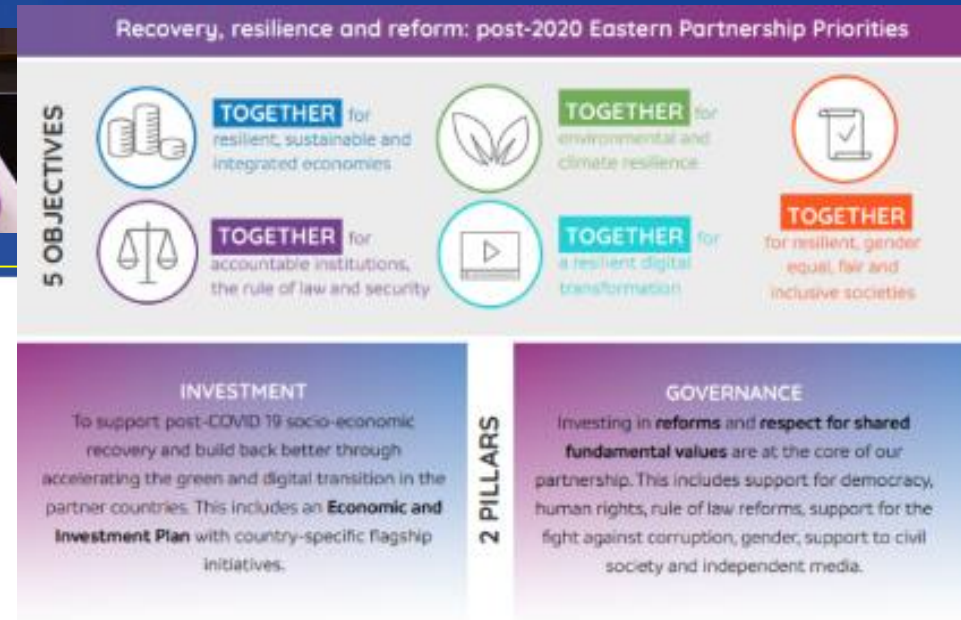 Recovery, resilience and reform: post-2020 Eastern Partnership Priorities
5 OBJECTIVES
TOGETHER for
resilient, sustainable and
integrated economies
TOGETHER for
environmental and
climate resilience
TOGETHER
for resilient, gender
equal, fair and
inclusive societies
TOGETHER for
accountable institutions,
the rule of law and security
TOGETHER for
a resilient digital
transformation
INVESTMENT
To support post-COVID 19 socio-economic
recovery and build back better through
accelerating the green and digital transition in the
partner countries. This includes an Economic and
Investment Plan with country-specific flagship
initiatives.
2 PILLARS
GOVERNANCE
Investing in reforms and respect for shared
fundamental values are at the core of our
partnership. This includes support for democracy,
human rights, rule of law reforms, support for the
fight against corruption, gender, support to civil
society and independent media.